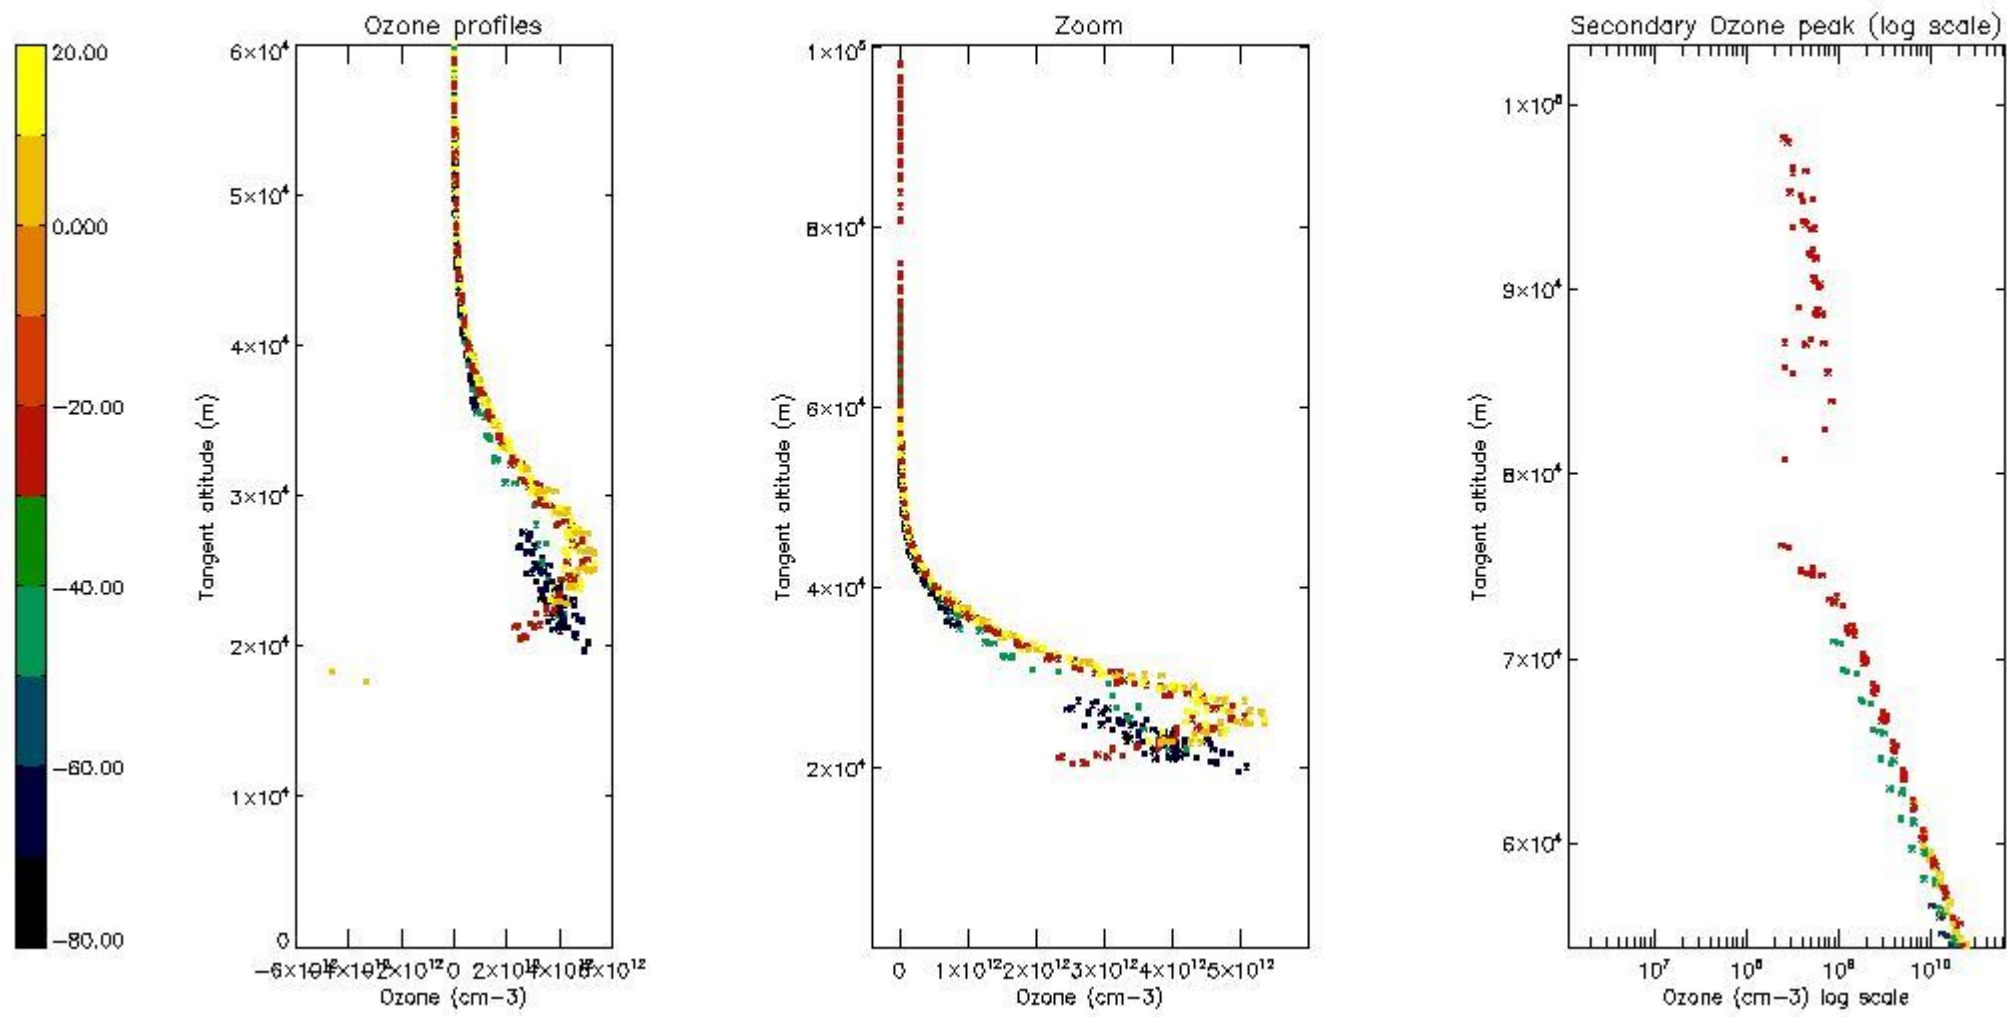 Ozone profiles
Zoom
Secondary Ozone peak (log scale)
20.00
0.000
−20.00
−40.00
−60.00
−80.00
6×10⁴
5×10⁴
4×10⁴
3×10⁴
2×10⁴
1×10⁴
0
Tangent altitude (m)
0
Ozone (cm−3)
1×10⁵
8×10⁴
6×10⁴
4×10⁴
2×10⁴
Tangent altitude (m)
0 1×10¹² 2×10¹² 3×10¹² 4×10¹² 5×10¹²
Ozone (cm−3)
9×10⁴
8×10⁴
7×10⁴
6×10⁴
Tangent altitude (m)
10⁷ 10⁸ 10⁹ 10¹⁰
Ozone (cm−3) log scale